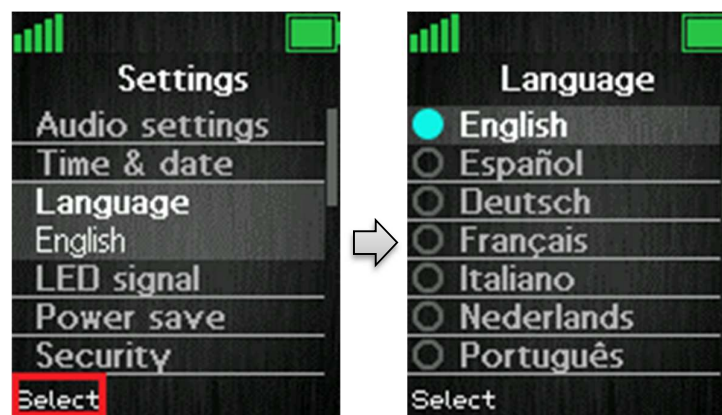 Settings
Audio settings
Time & date
Language
English
LED signal
Power save
Security
Select
Language
English
Español
Deutsch
Français
Italiano
Nederlands
Português
Select